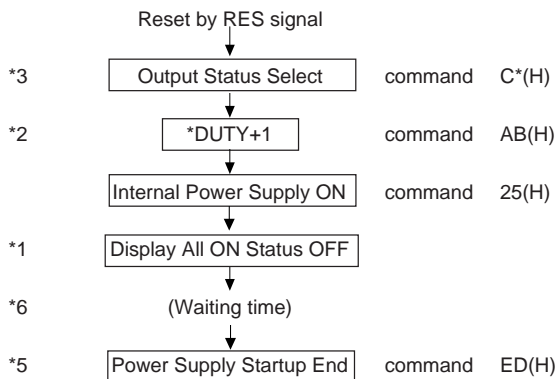 Reset by RES signal
*3 Output Status Select command C*(H)
*2 *DUTY+1 command AB(H)
Internal Power Supply ON command 25(H)
*1 Display All ON Status OFF
*6 (Waiting time)
*5 Power Supply Startup End command ED(H)